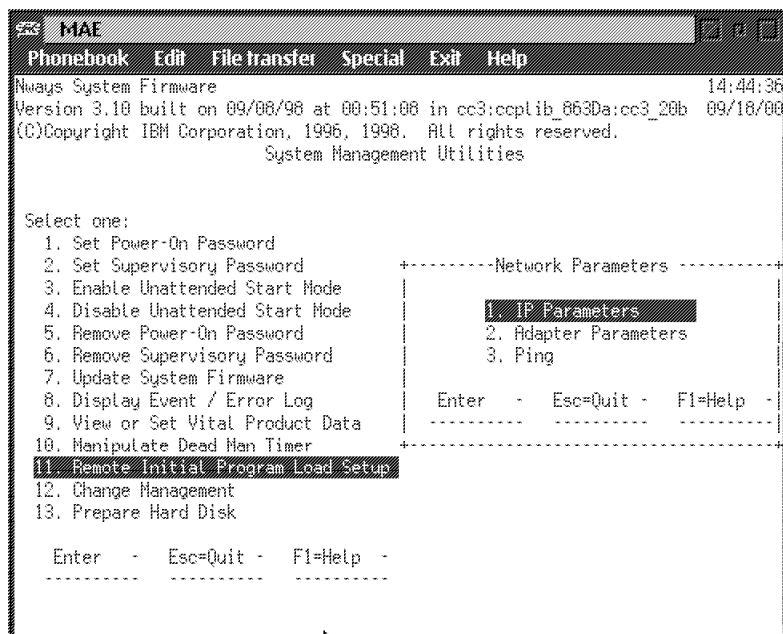 MAE
Phonebook Edit File transfer Special Exit Help
Nways System Firmware 14:44:36
Version 3.10 built on 09/08/98 at 00:51:08 in cc3:ccplib_863Da:cc3_20b 09/18/00
(C)Copyright IBM Corporation, 1996, 1998. All rights reserved.
System Management Utilities
Select one:
1. Set Power-On Password
2. Set Supervisory Password
3. Enable Unattended Start Mode
4. Disable Unattended Start Mode
5. Remove Power-On Password
6. Remove Supervisory Password
7. Update System Firmware
8. Display Event / Error Log
9. View or Set Vital Product Data
10. Manipulate Dead Man Timer
11. Remote Initial Program Load Setup
12. Change Management
13. Prepare Hard Disk
Enter - Esc=Quit - F1=Help -
Network Parameters
1. IP Parameters
2. Adapter Parameters
3. Ping
Enter - Esc=Quit - F1=Help -